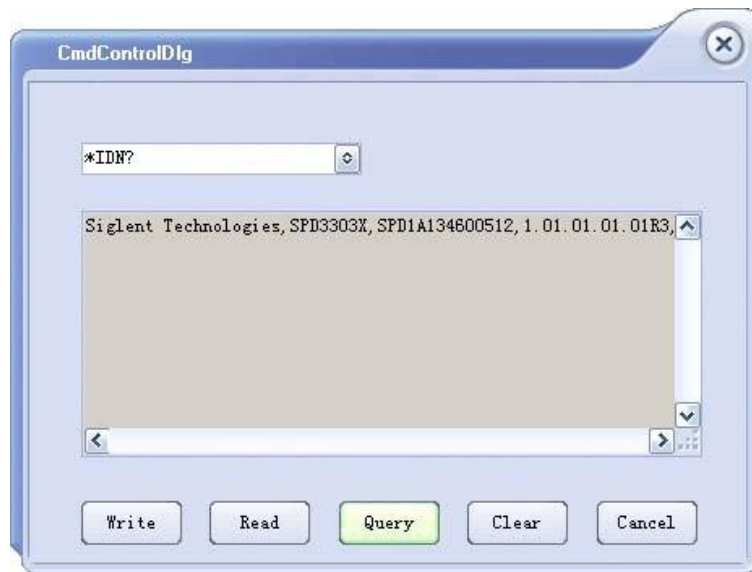 CmdControlDlg
*IDN?
Siglent Technologies,SPD3303X,SPD1A134600512,1.01.01.01.01R3,
Write Read Query Clear Cancel